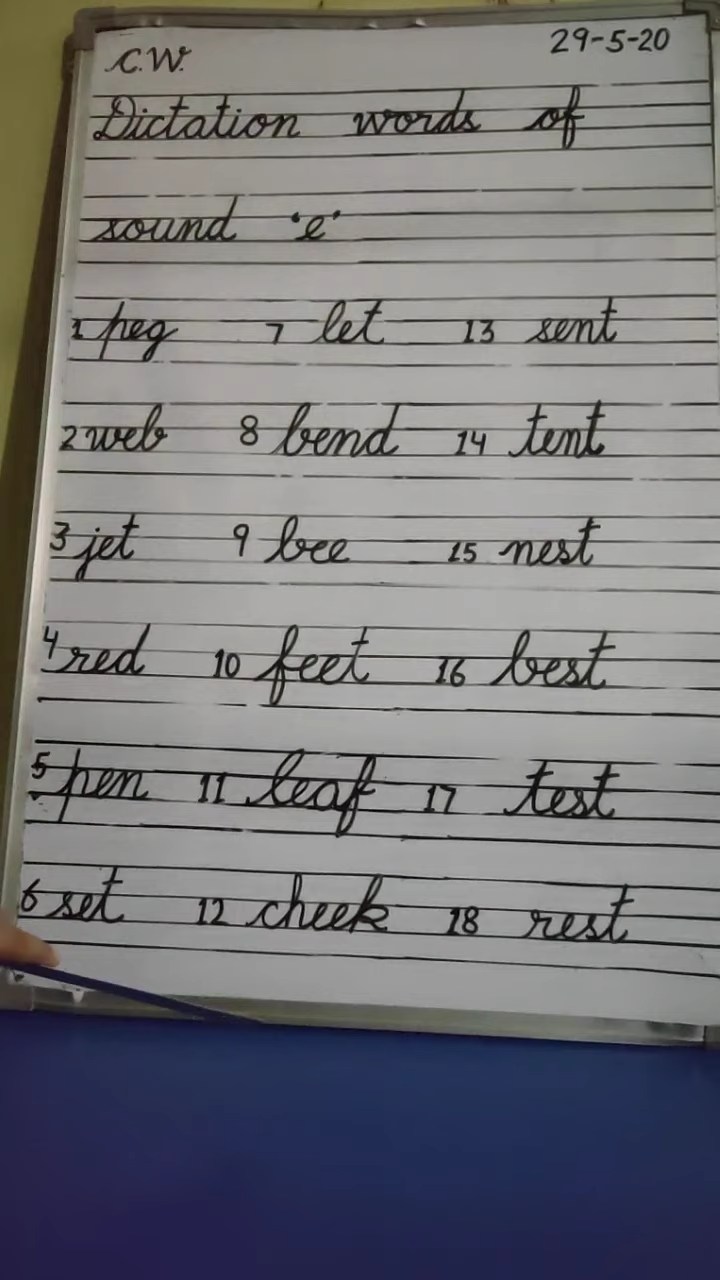 C.W. 29-5-20
Dictation words of
sound 'e'
1 peg 7 let 13 sent
2 web 8 bend 14 tent
3 jet 9 bee 15 nest
4 red 10 feet 16 best
5 pen 11 leaf 17 test
6 set 12 cheek 18 rest